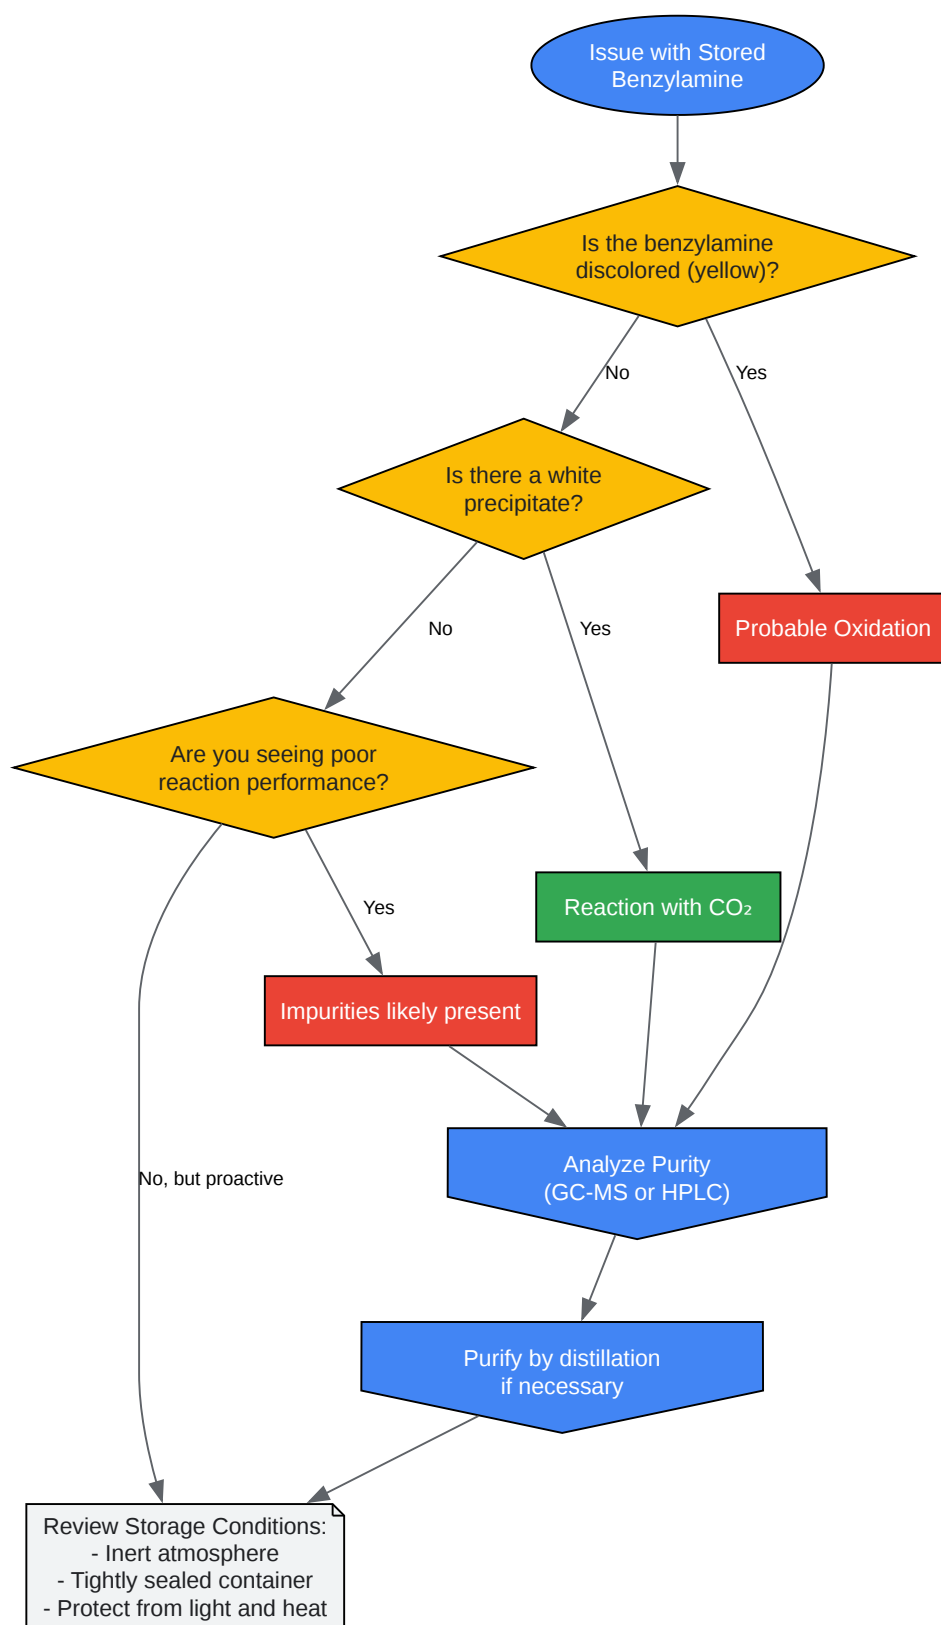 Issue with Stored
Benzylamine
Is the benzylamine
discolored (yellow)?
No
Yes
Is there a white
precipitate?
No
Yes
Probable Oxidation
Are you seeing poor
reaction performance?
Yes
Reaction with CO₂
Impurities likely present
No, but proactive
Analyze Purity
(GC-MS or HPLC)
Purify by distillation
if necessary
Review Storage Conditions:
- Inert atmosphere
- Tightly sealed container
- Protect from light and heat